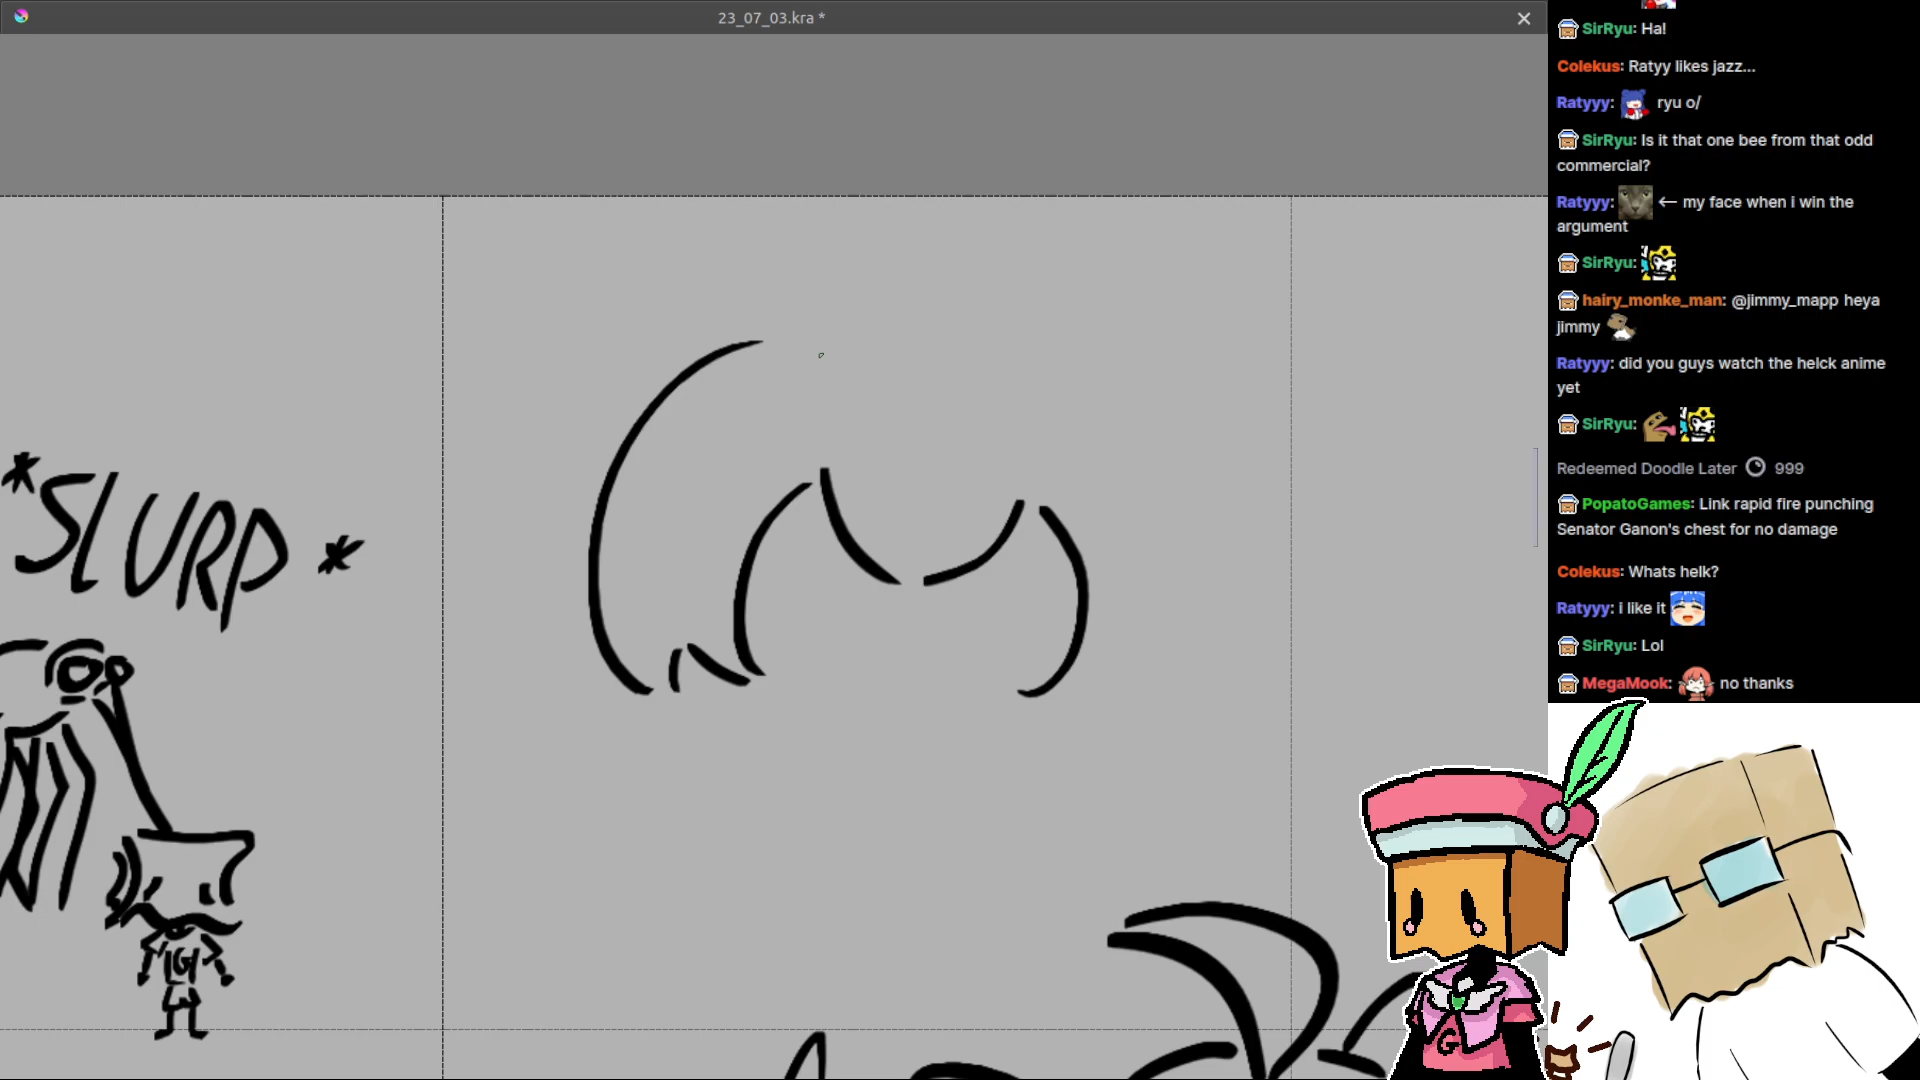 23_07_03.kra *
SirRyu: Ha!
Colekus: Ratyy likes jazz...
Ratyyy: ryu o/
SirRyu: Is it that one bee from that odd
commercial?
Ratyyy: <- my face when i win the
argument
SirRyu:
hairy_monke_man: @jimmy_mapp heya
jimmy
Ratyyy: did you guys watch the helck anime
yet
SirRyu:
Redeemed Doodle Later 999
PopatoGames: Link rapid fire punching
Senator Ganon's chest for no damage
Colekus: Whats helk?
Ratyyy: i like it
SirRyu: Lol
MegaMook: no thanks
*SLURP*
G
G